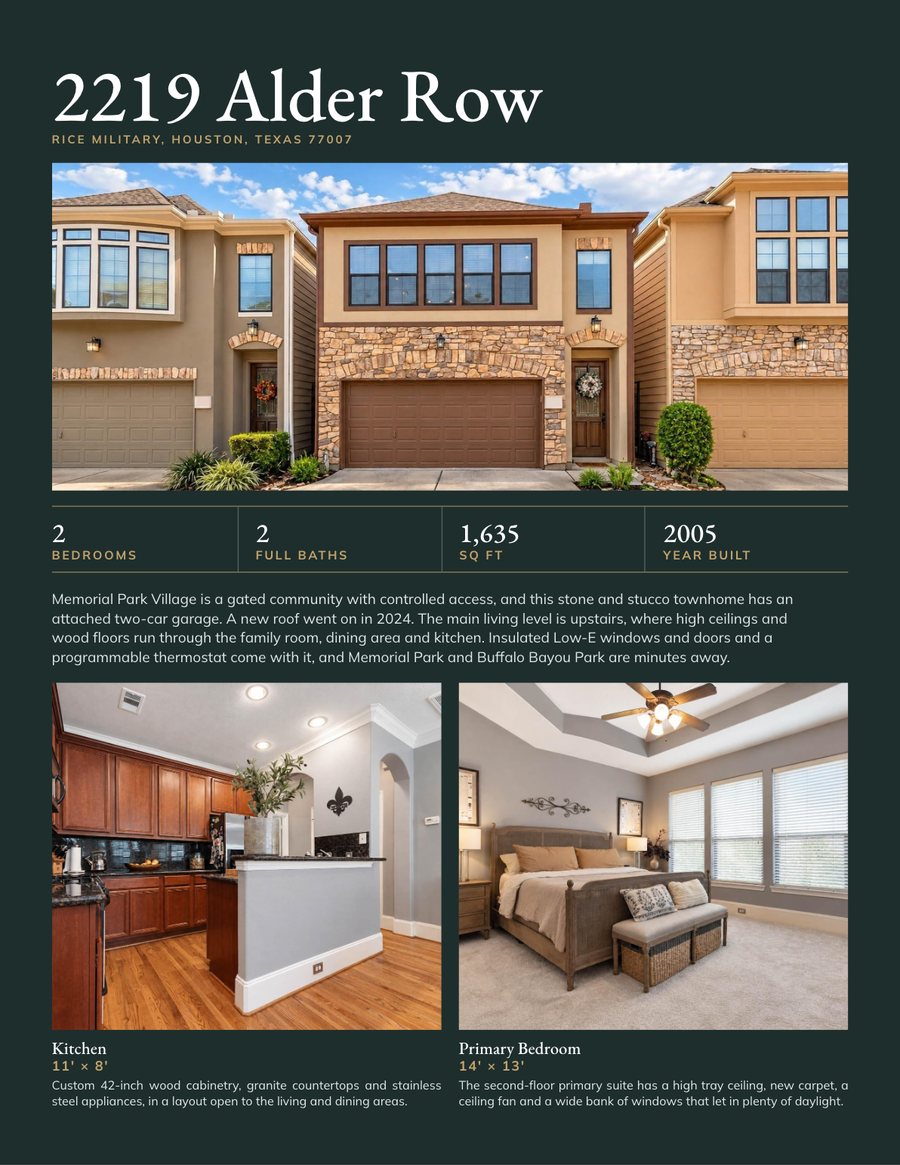 2219 Alder Row
RICE MILITARY, HOUSTON, TEXAS 77007
2
BEDROOMS
2
FULL BATHS
1,635
SQ FT
2005
YEAR BUILT
Memorial Park Village is a gated community with controlled access, and this stone and stucco townhome has an
attached two-car garage. A new roof went on in 2024. The main living level is upstairs, where high ceilings and
wood floors run through the family room, dining area and kitchen. Insulated Low-E windows and doors and a
programmable thermostat come with it, and Memorial Park and Buffalo Bayou Park are minutes away.
Kitchen
11' × 8'
Custom 42-inch wood cabinetry, granite countertops and stainless
steel appliances, in a layout open to the living and dining areas.
Primary Bedroom
14' × 13'
The second-floor primary suite has a high tray ceiling, new carpet, a
ceiling fan and a wide bank of windows that let in plenty of daylight.